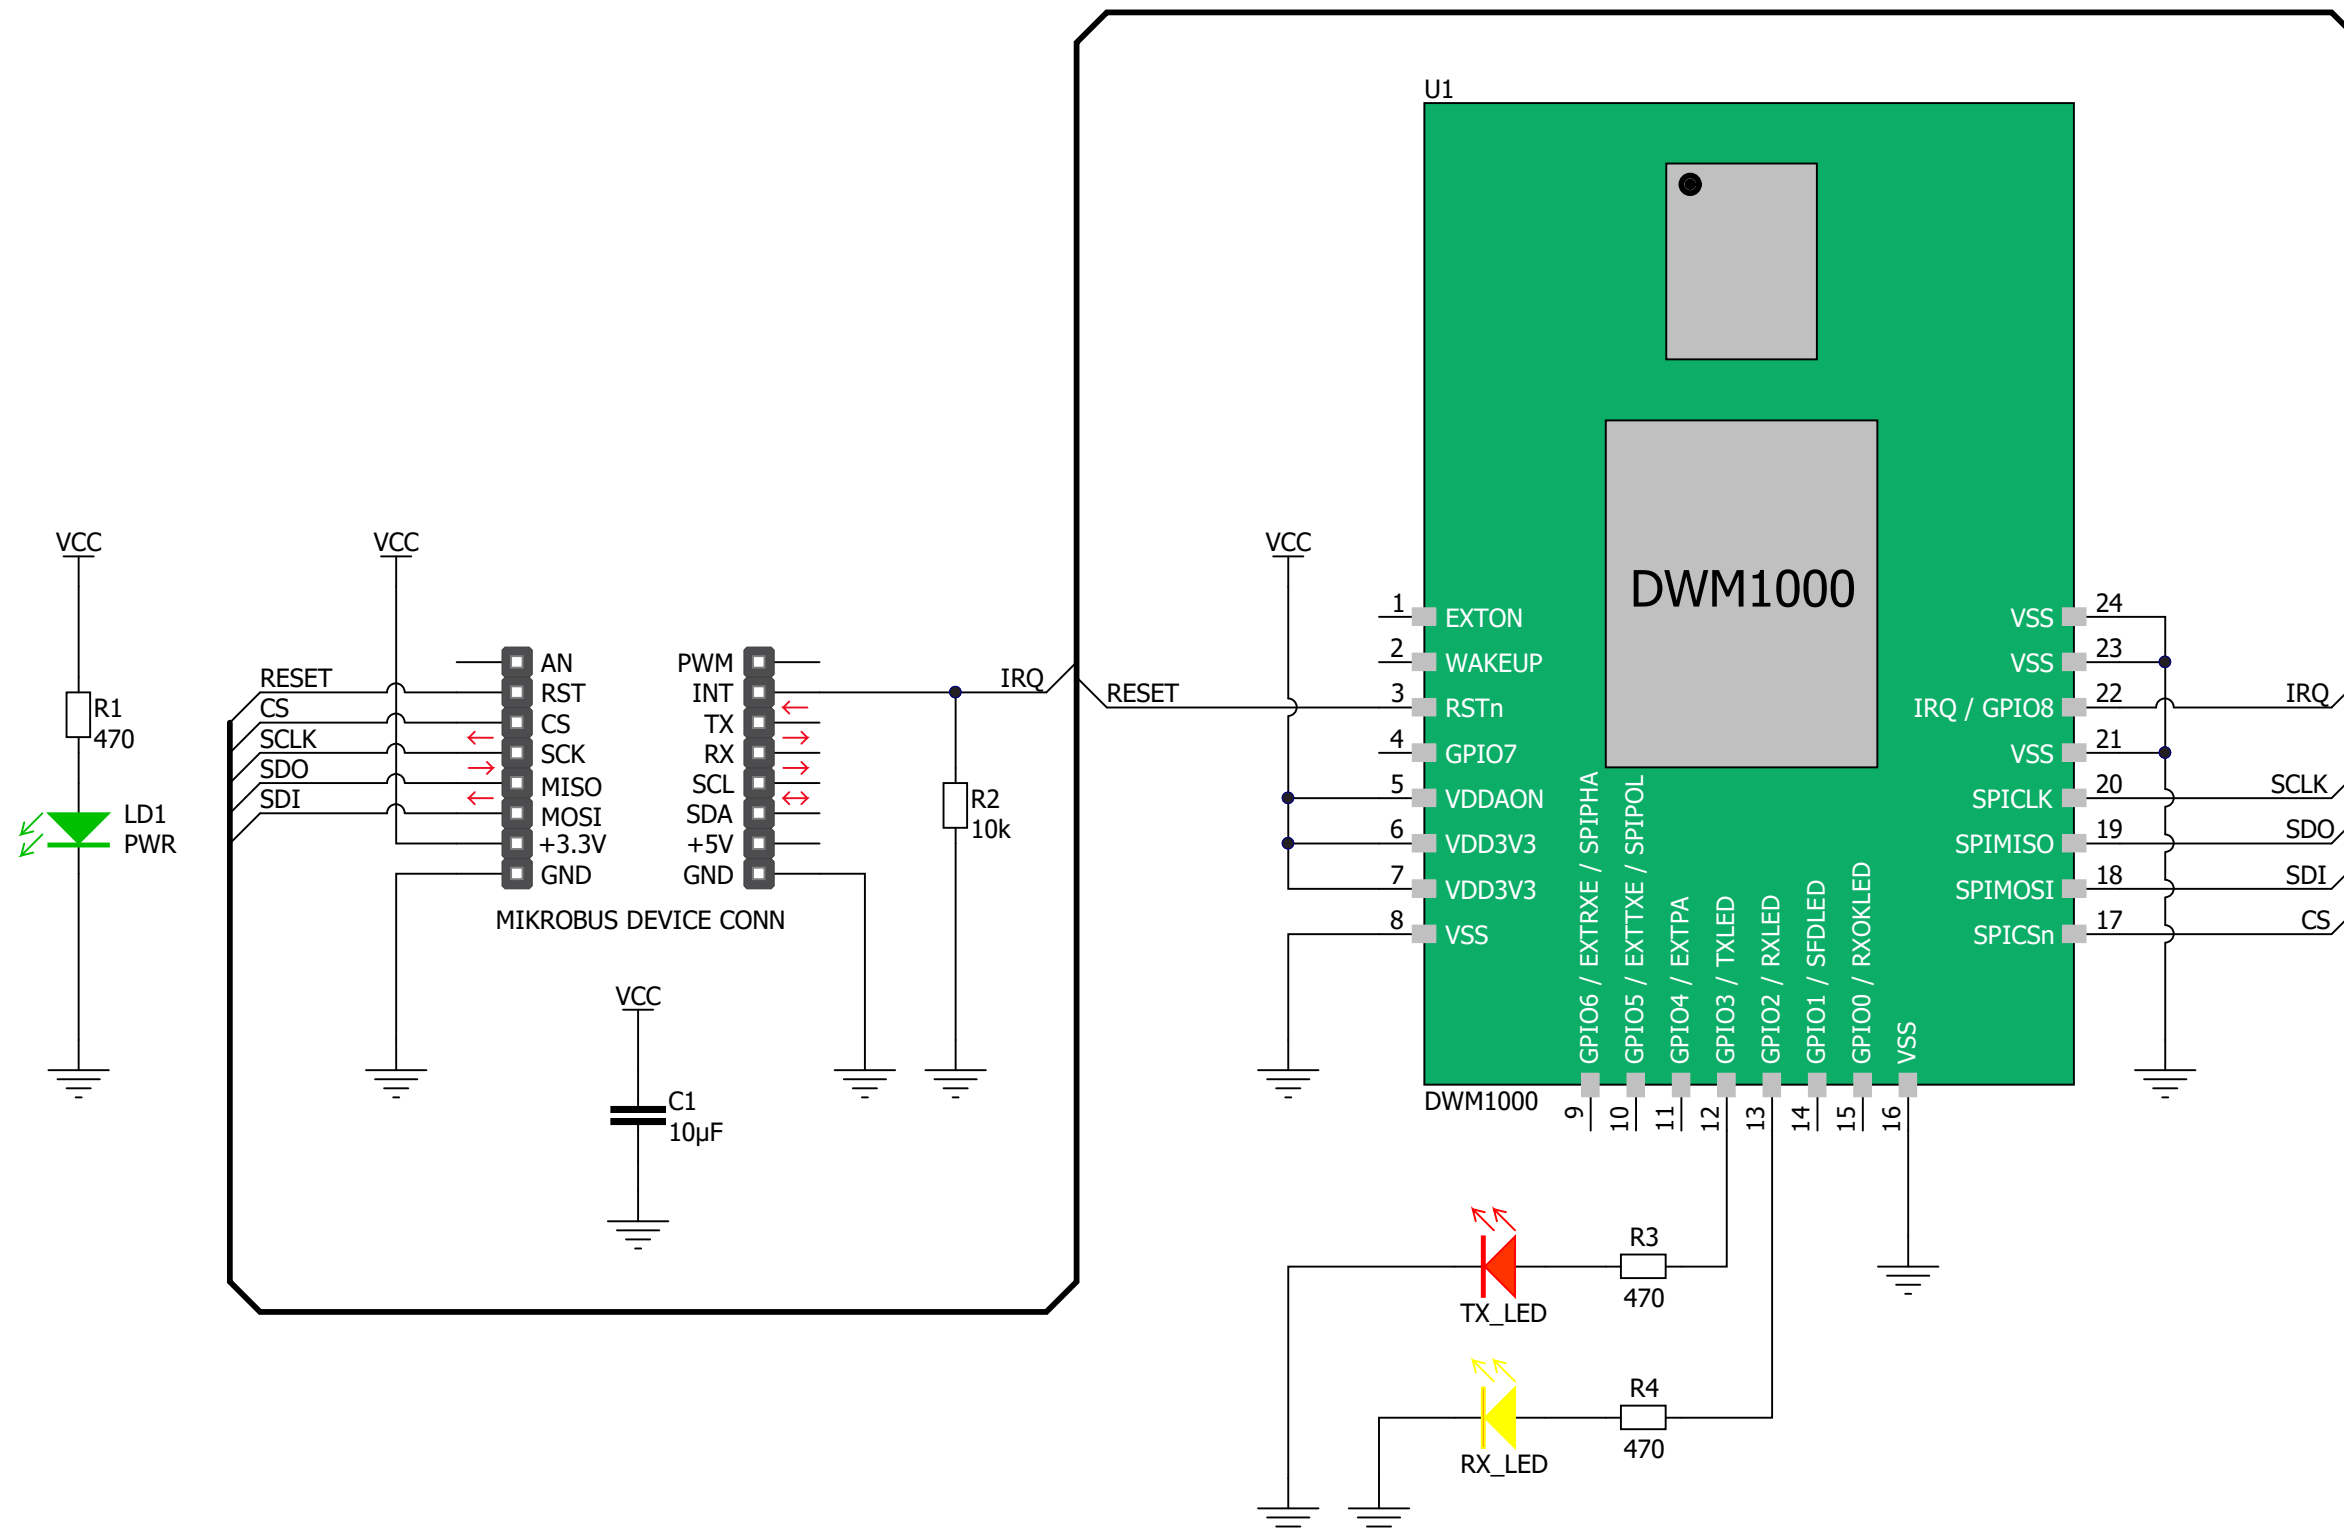 U1
DWM1000
VCC
R1
470
LD1
PWR
VCC
RESET
CS
SCLK
SDO
SDI
AN
RST
CS
SCK
MISO
MOSI
+3.3V
GND
PWM
INT
TX
RX
SCL
SDA
+5V
GND
MIKROBUS DEVICE CONN
IRQ
R2
10k
VCC
C1
10µF
RESET
VCC
1
2
3
4
5
6
7
8
EXTON
WAKEUP
RSTn
GPIO7
VDDAON
VDD3V3
VDD3V3
VSS
VSS
VSS
IRQ / GPIO8
VSS
SPICLK
SPIMISO
SPIMOSI
SPICSn
24
23
22
21
20
19
18
17
IRQ
SCLK
SDO
SDI
CS
GPIO6 / EXTRXE / SPIPHA
GPIO5 / EXTTXE / SPIPOL
GPIO4 / EXTPA
GPIO3 / TXLED
GPIO2 / RXLED
GPIO1 / SFDLED
GPIO0 / RXOKLED
VSS
DWM1000
9
10
11
12
13
14
15
16
R3
470
TX_LED
R4
470
RX_LED